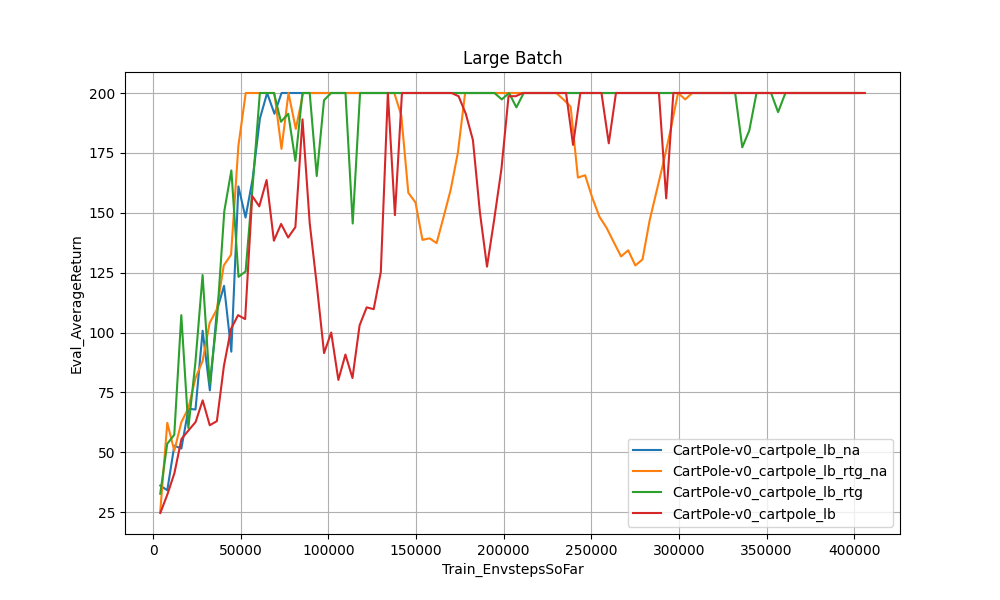 Large Batch
Eval_AverageReturn
200
175
150
125
100
75
50
25
0 50000 100000 150000 200000 250000 300000 350000 400000
Train_EnvstepsSoFar
CartPole-v0_cartpole_lb_na
CartPole-v0_cartpole_lb_rtg_na
CartPole-v0_cartpole_lb_rtg
CartPole-v0_cartpole_lb